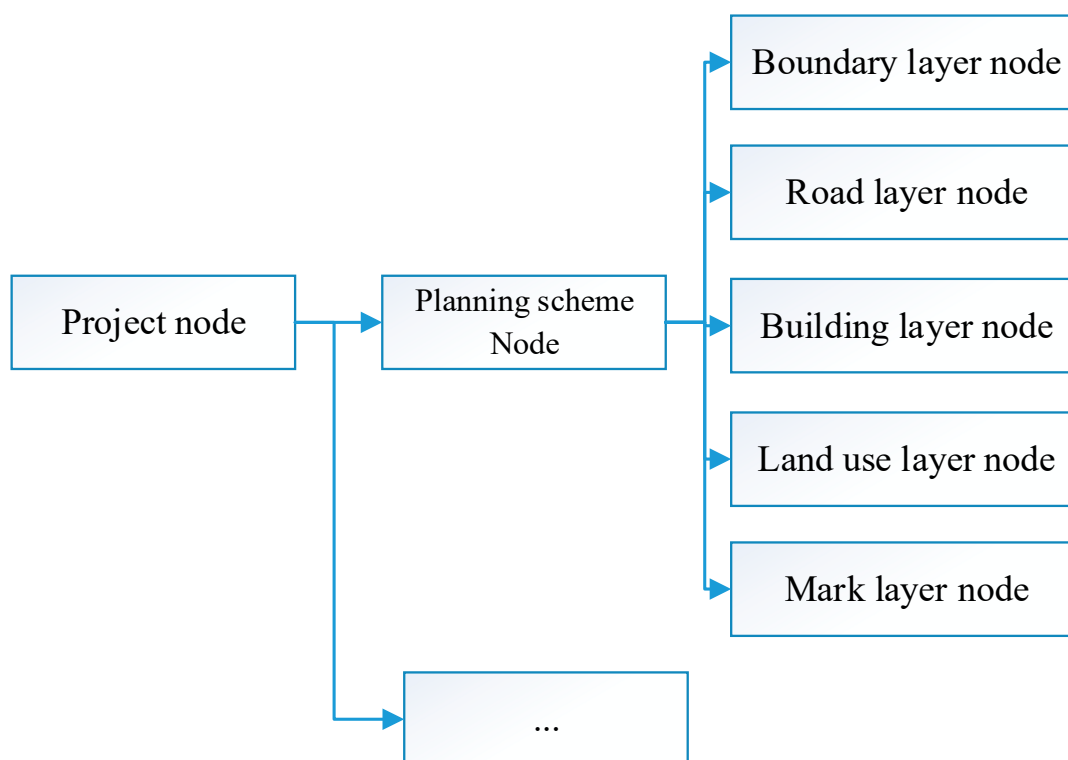 Project node
Planning scheme
Node
Boundary layer node
Road layer node
Building layer node
Land use layer node
Mark layer node
...